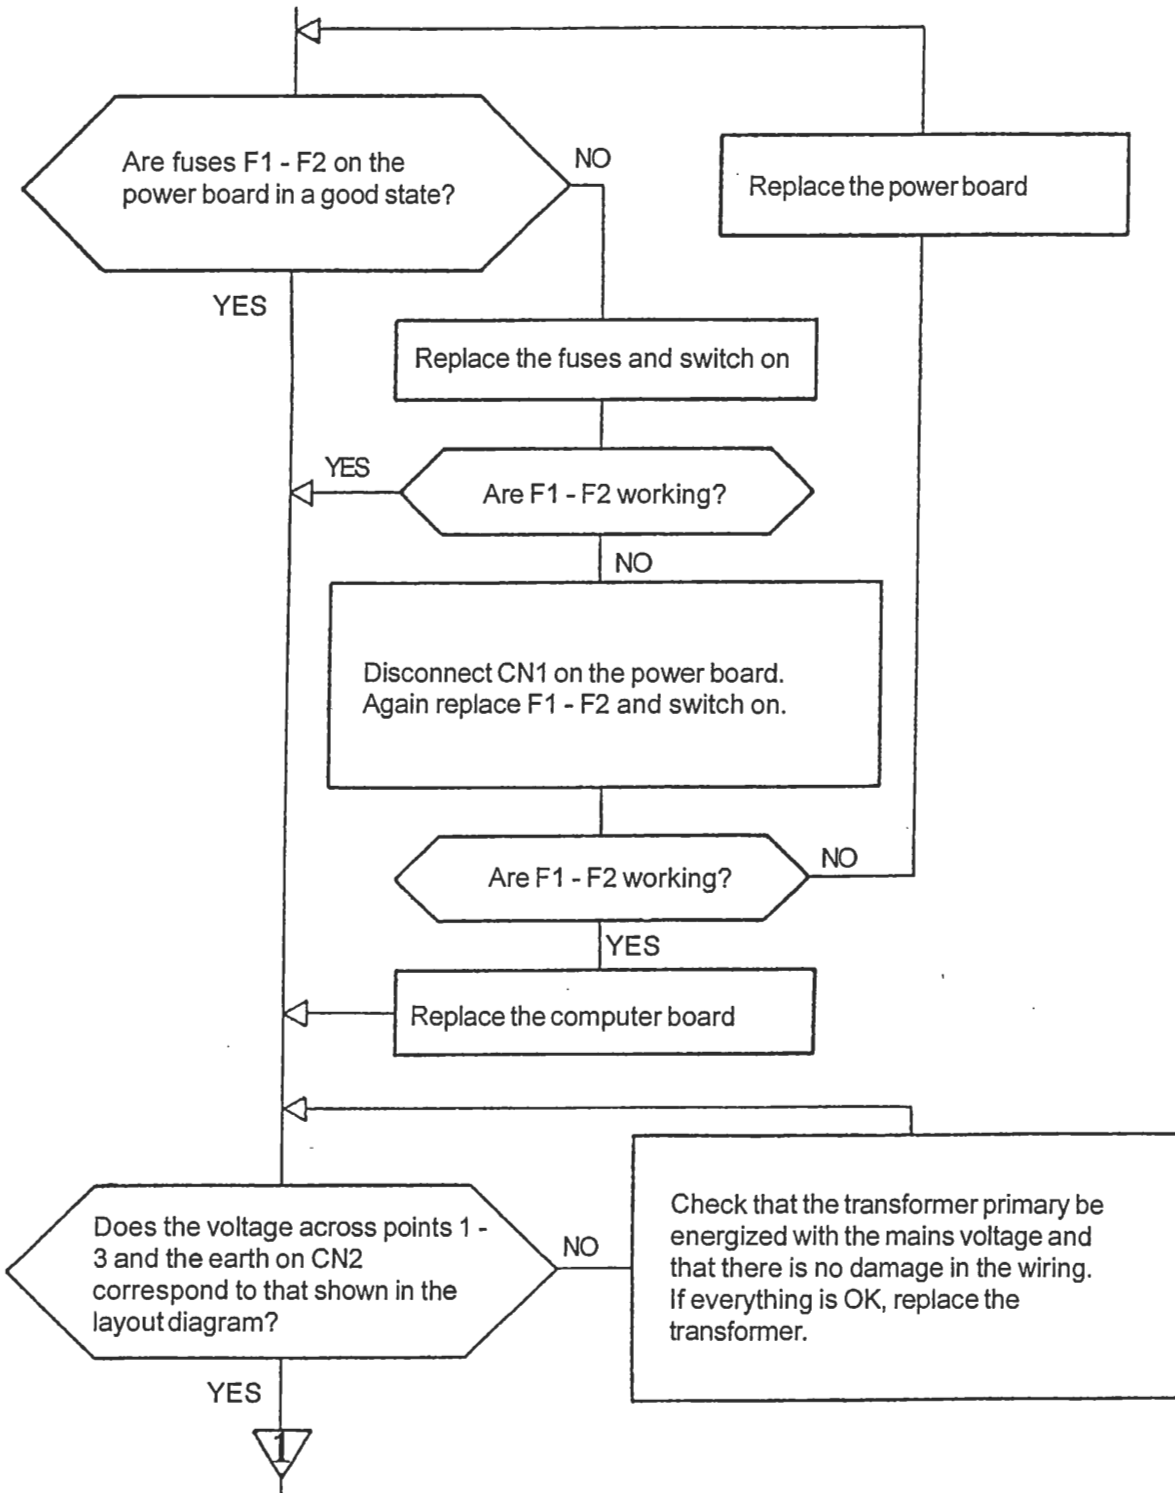 Are fuses F1 - F2 on the
power board in a good state?
NO
Replace the power board
YES
Replace the fuses and switch on
YES
Are F1 - F2 working?
NO
Disconnect CN1 on the power board.
Again replace F1 - F2 and switch on.
Are F1 - F2 working?
NO
YES
Replace the computer board
Does the voltage across points 1 -
3 and the earth on CN2
correspond to that shown in the
layout diagram?
NO
Check that the transformer primary be
energized with the mains voltage and
that there is no damage in the wiring.
If everything is OK, replace the
transformer.
YES
1